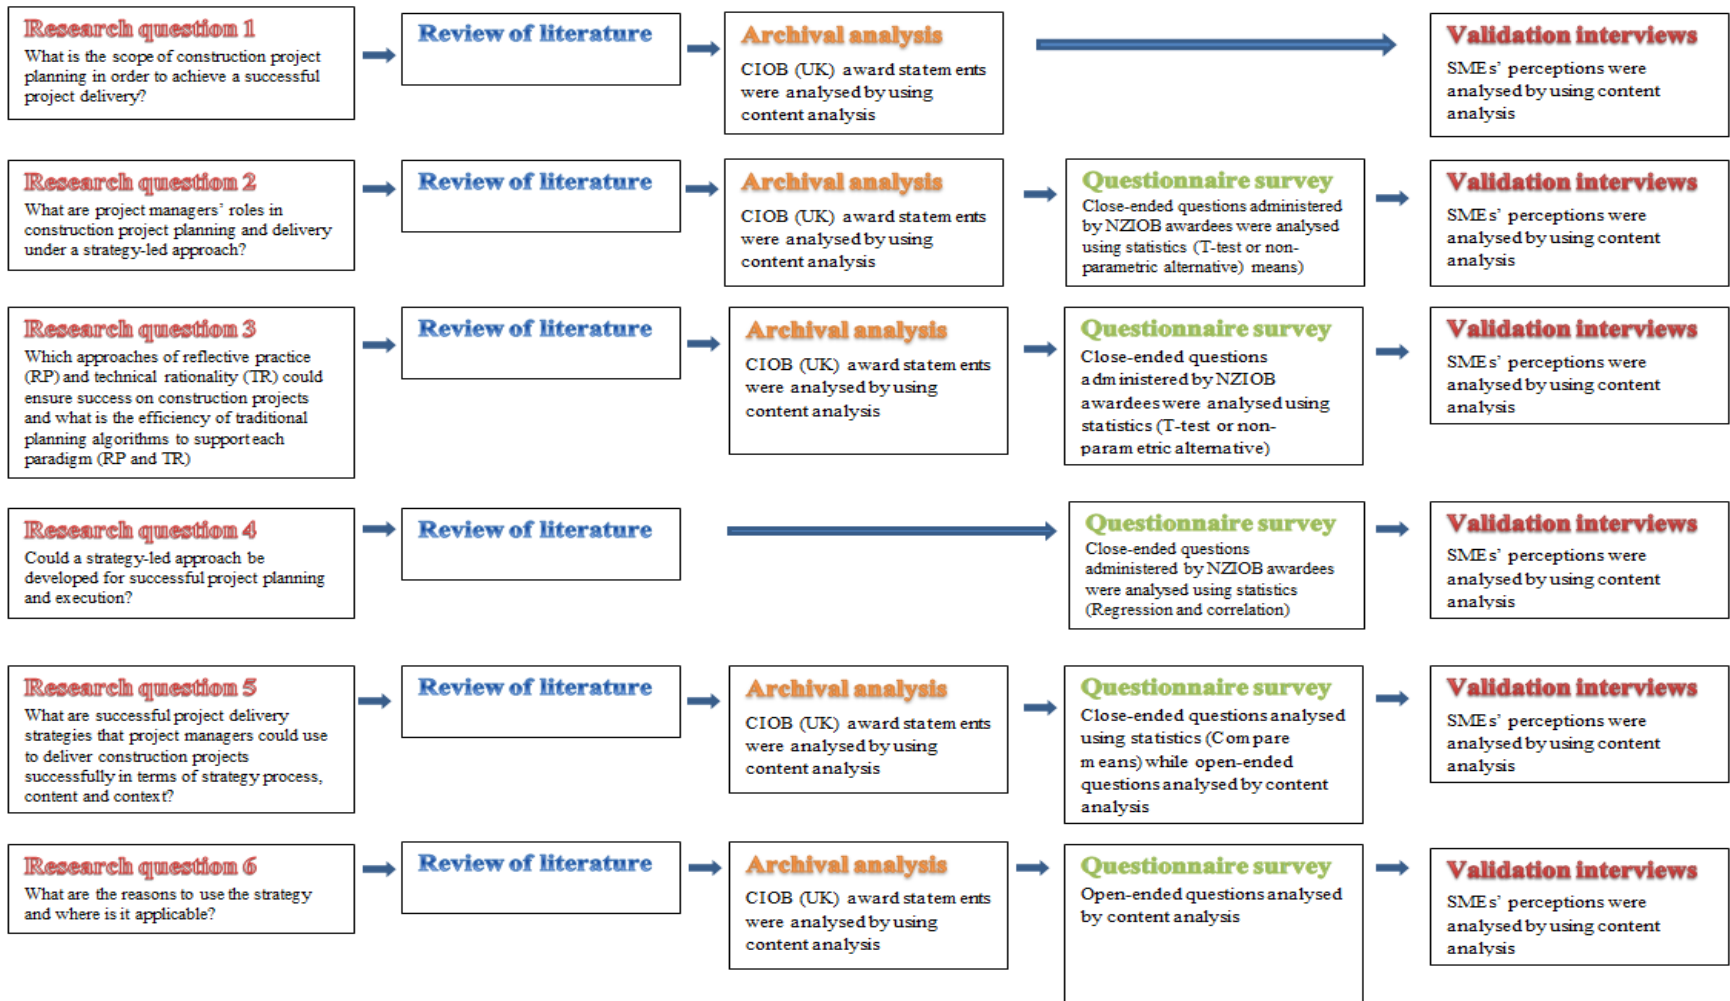 Research question 1
What is the scope of construction project
planning in order to achieve a successful
project delivery?
Review of literature
Archival analysis
CIOB (UK) award statements
were analysed by using
content analysis
Validation interviews
SMEs' perceptions were
analysed by using content
analysis
Research question 2
What are project managers' roles in
construction project planning and delivery
under a strategy-led approach?
Review of literature
Archival analysis
CIOB (UK) award statements
were analysed by using
content analysis
Questionnaire survey
Close-ended questions administered
by NZIOB awardees were analysed
using statistics (T-test or non-
parametric alternative) means)
Validation interviews
SMEs' perceptions were
analysed by using content
analysis
Research question 3
Which approaches of reflective practice
(RP) and technical rationality (TR) could
ensure success on construction projects
and what is the efficiency of traditional
planning algorithms to support each
paradigm (RP and TR)
Review of literature
Archival analysis
CIOB (UK) award statements
were analysed by using
content analysis
Questionnaire survey
Close-ended questions
administered by NZIOB
awardees were analysed using
statistics (T-test or non-
parametric alternative)
Validation interviews
SMEs' perceptions were
analysed by using content
analysis
Research question 4
Could a strategy-led approach be
developed for successful project planning
and execution?
Review of literature
Questionnaire survey
Close-ended questions
administered by NZIOB awardees
were analysed using statistics
(Regression and correlation)
Validation interviews
SMEs' perceptions were
analysed by using content
analysis
Research question 5
What are successful project delivery
strategies that project managers could use
to deliver construction projects
successfully in terms of strategy process,
content and context?
Review of literature
Archival analysis
CIOB (UK) award statements
were analysed by using
content analysis
Questionnaire survey
Close-ended questions analysed
using statistics (Compare
means) while open-ended
questions analysed by content
analysis
Validation interviews
SMEs' perceptions were
analysed by using content
analysis
Research question 6
What are the reasons to use the strategy
and where is it applicable?
Review of literature
Archival analysis
CIOB (UK) award statements
were analysed by using
content analysis
Questionnaire survey
Open-ended questions analysed
by content analysis
Validation interviews
SMEs' perceptions were
analysed by using content
analysis